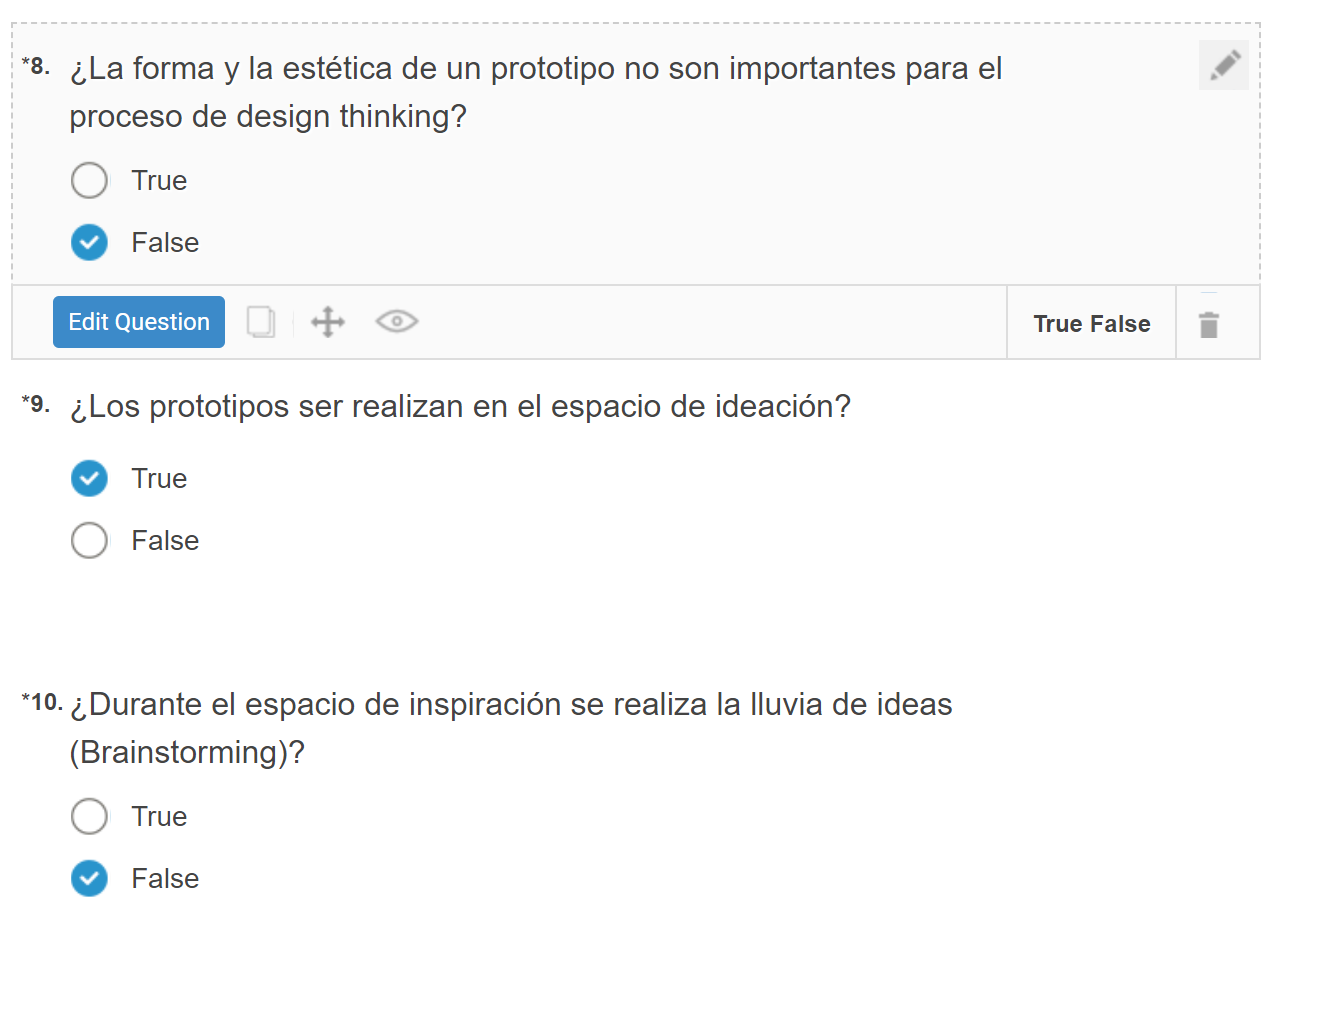 *8. ¿La forma y la estética de un prototipo no son importantes para el
proceso de design thinking?
True
False
Edit Question
True False
*9. ¿Los prototipos ser realizan en el espacio de ideación?
True
False
*10. ¿Durante el espacio de inspiración se realiza la lluvia de ideas
(Brainstorming)?
True
False